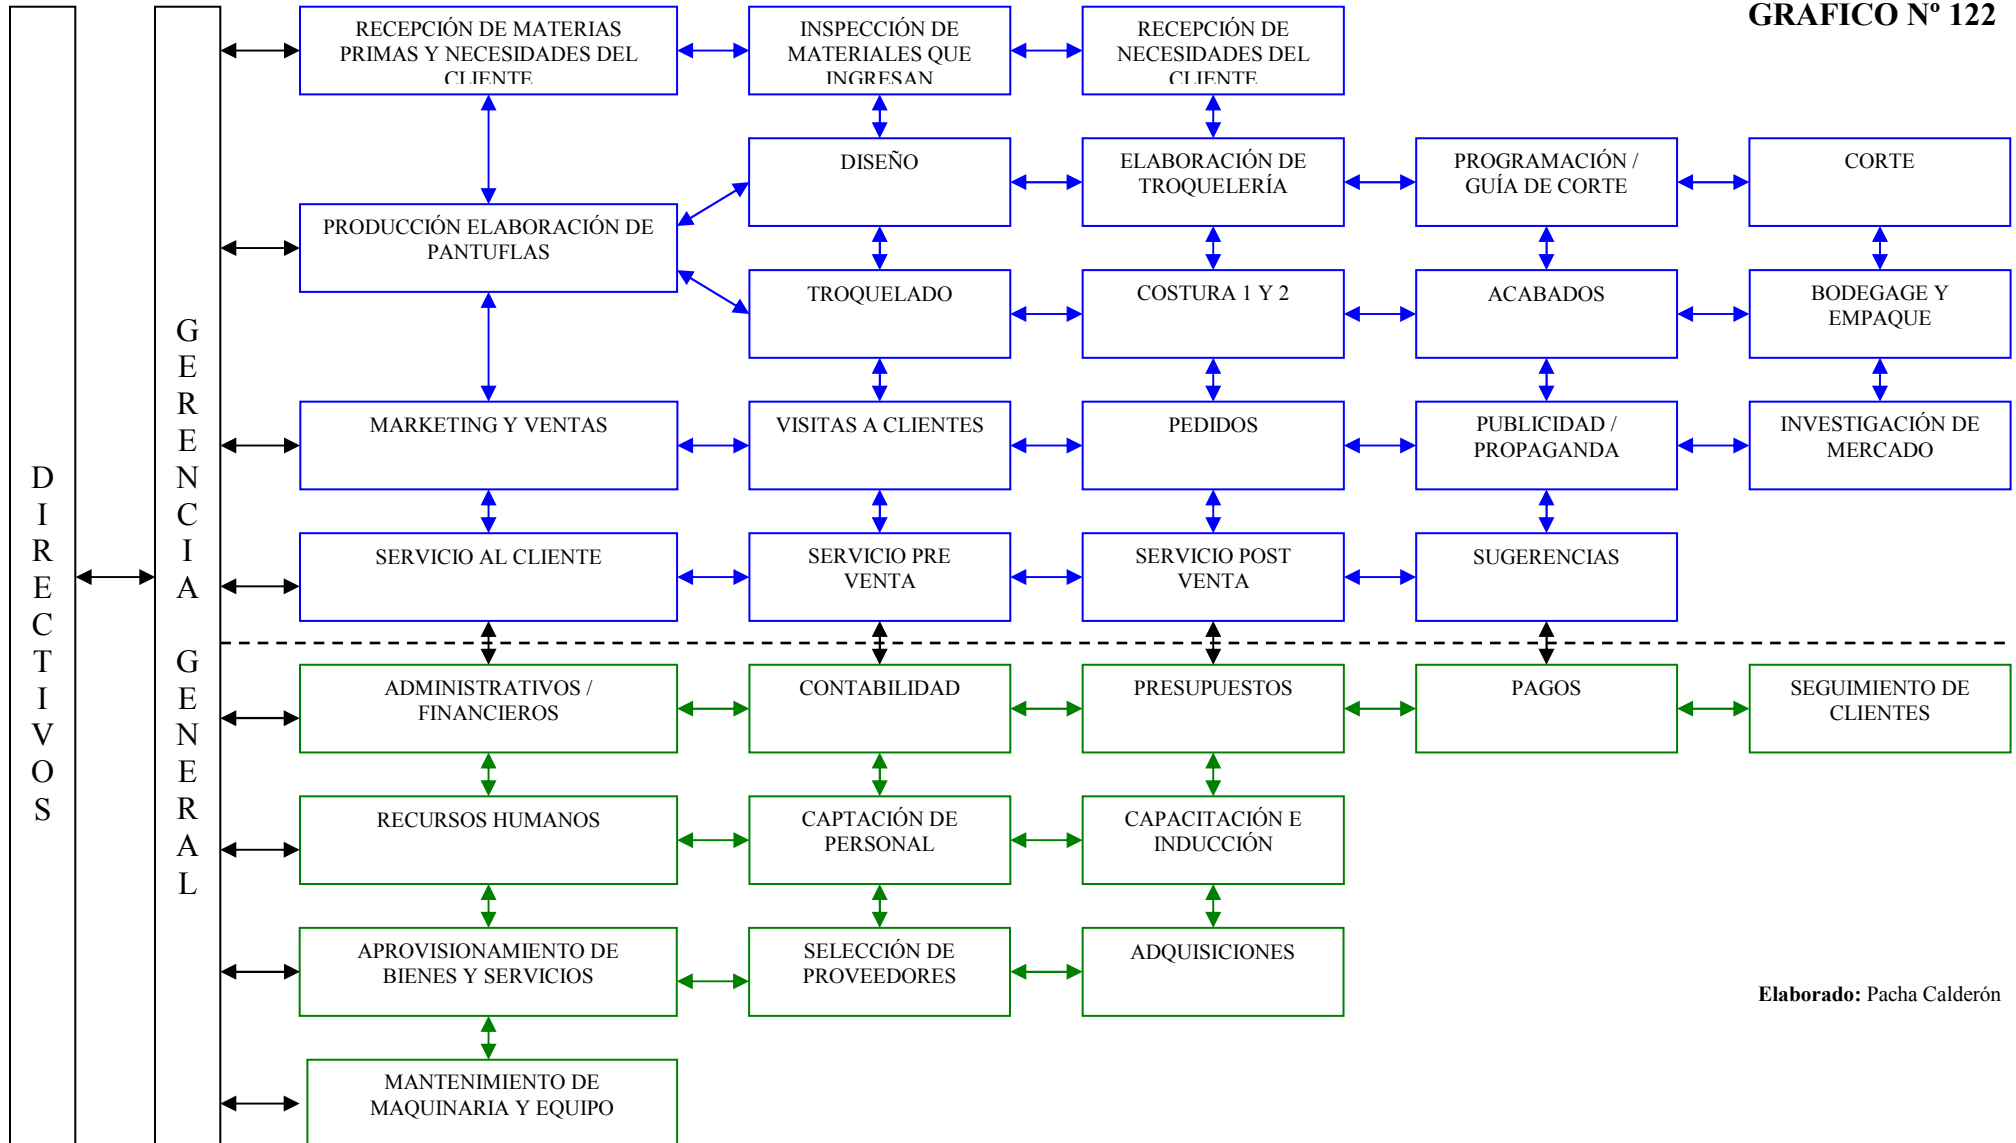 GRAFICO Nº 122
RECEPCIÓN DE MATERIAS
PRIMAS Y NECESIDADES DEL
CLIENTE
INSPECCIÓN DE
MATERIALES QUE
INGRESAN
RECEPCIÓN DE
NECESIDADES DEL
CLIENTE
DISEÑO
ELABORACIÓN DE
TROQUELERÍA
PROGRAMACIÓN /
GUÍA DE CORTE
CORTE
PRODUCCIÓN ELABORACIÓN DE
PANTUFLAS
TROQUELADO
COSTURA 1 Y 2
ACABADOS
BODEGAGE Y
EMPAQUE
MARKETING Y VENTAS
VISITAS A CLIENTES
PEDIDOS
PUBLICIDAD /
PROPAGANDA
INVESTIGACIÓN DE
MERCADO
SERVICIO AL CLIENTE
SERVICIO PRE
VENTA
SERVICIO POST
VENTA
SUGERENCIAS
DIRECTIVOS
GERENCIA GENERAL
ADMINISTRATIVOS /
FINANCIEROS
CONTABILIDAD
PRESUPUESTOS
PAGOS
SEGUIMIENTO DE
CLIENTES
RECURSOS HUMANOS
CAPTACIÓN DE
PERSONAL
CAPACITACIÓN E
INDUCCIÓN
APROVISIONAMIENTO DE
BIENES Y SERVICIOS
SELECCIÓN DE
PROVEEDORES
ADQUISICIONES
Elaborado: Pacha Calderón
MANTENIMIENTO DE
MAQUINARIA Y EQUIPO